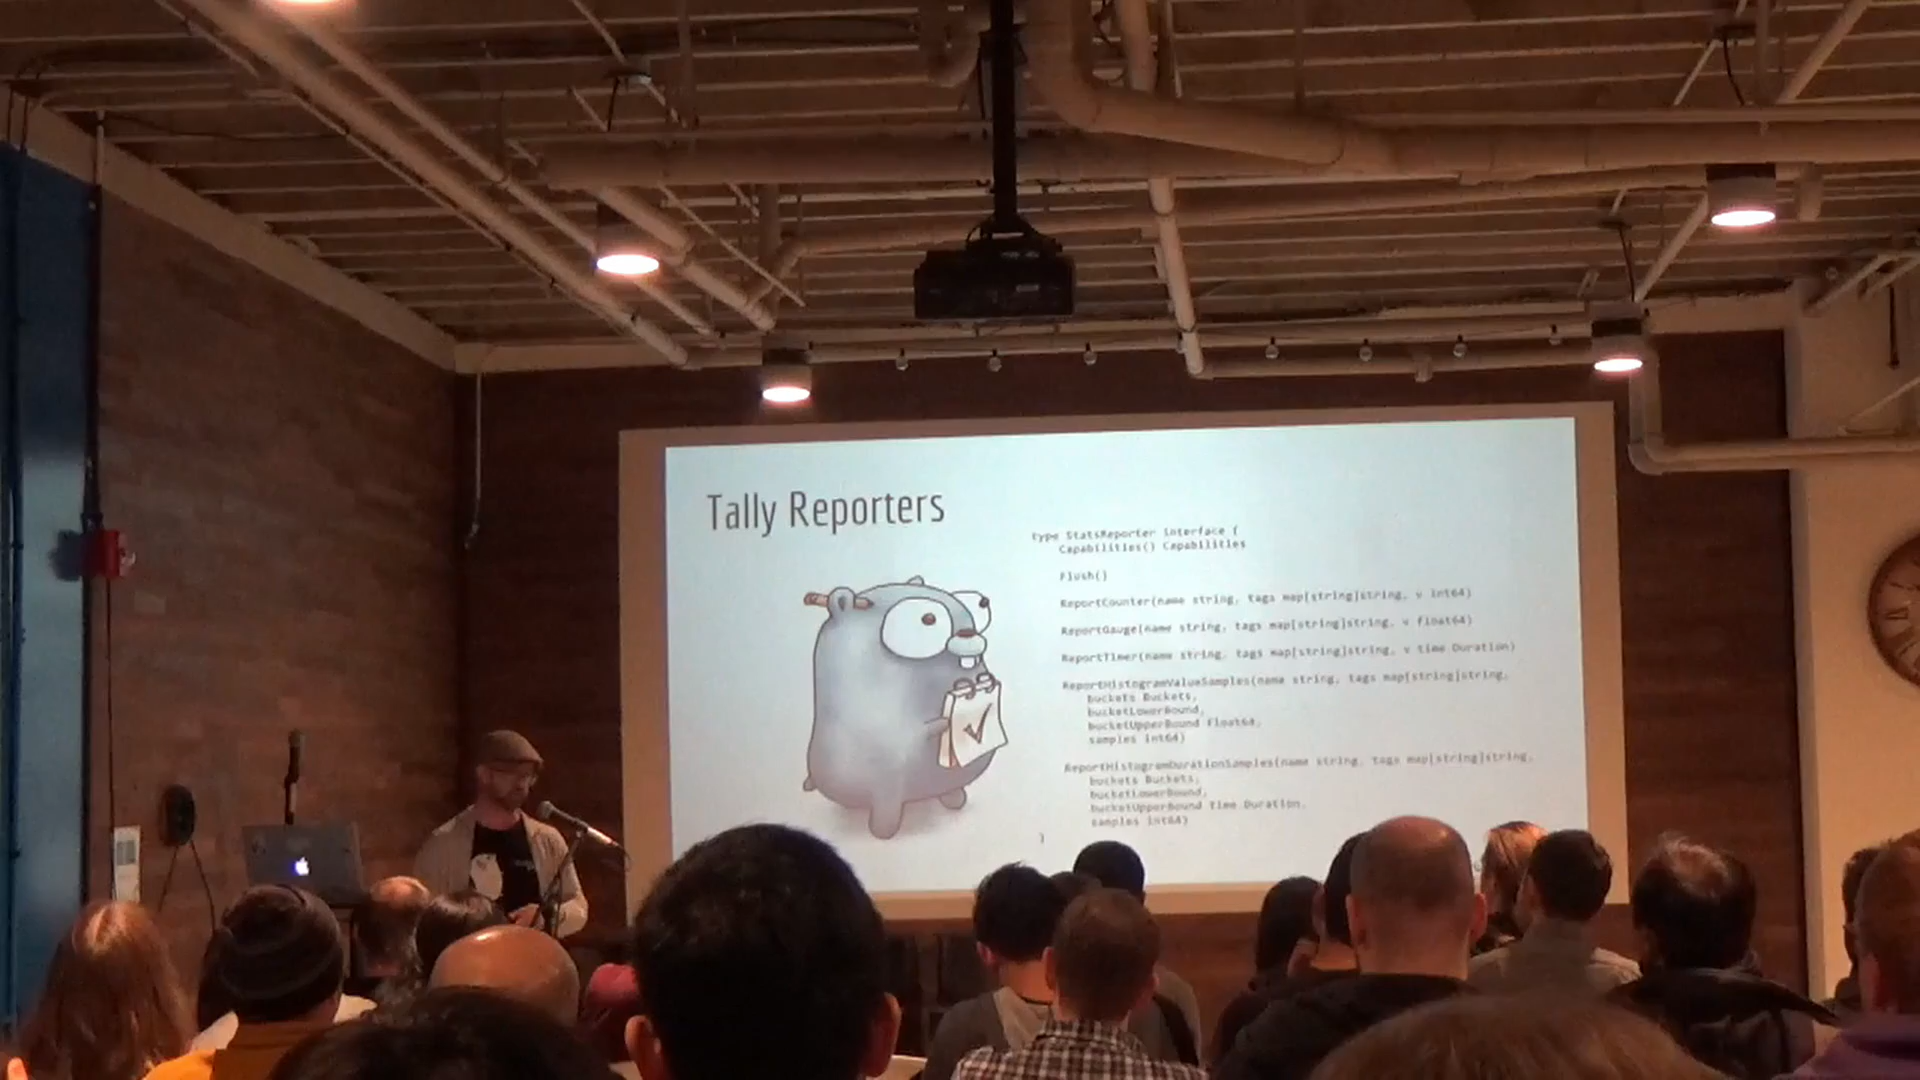 Tally Reporters
type StatsReporter interface {
Capabilities() Capabilities
Flush()
ReportCounter(name string, tags map[string]string, v int64)
ReportGauge(name string, tags map[string]string, v float64)
ReportTimer(name string, tags map[string]string, v time.Duration)
ReportHistogramValueSamples(name string, tags map[string]string,
buckets Buckets,
bucketLowerBound,
bucketUpperBound float64,
samples int64)
ReportHistogramDurationSamples(name string, tags map[string]string,
buckets Buckets,
bucketLowerBound,
bucketUpperBound time.Duration,
samples int64)
}